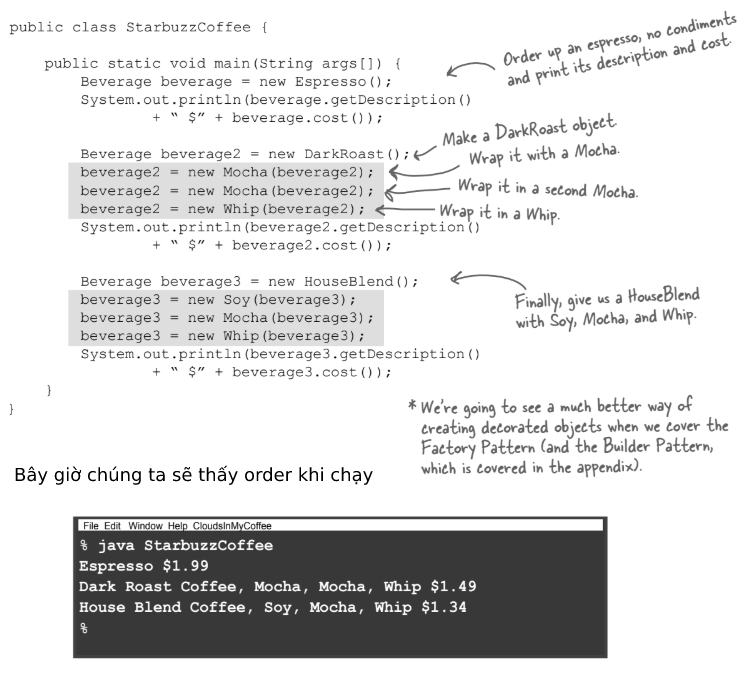 public class StarbuzzCoffee {
public static void main(String args[]) {
Beverage beverage = new Espresso();
System.out.println(beverage.getDescription()
+ “ $” + beverage.cost());
Order up an espresso, no condiments
and print its description and cost.
Beverage beverage2 = new DarkRoast();
beverage2 = new Mocha(beverage2);
beverage2 = new Mocha(beverage2);
beverage2 = new Whip(beverage2);
System.out.println(beverage2.getDescription()
+ “ $” + beverage2.cost());
Make a DarkRoast object.
Wrap it with a Mocha.
Wrap it in a second Mocha.
Wrap it in a Whip.
Beverage beverage3 = new HouseBlend();
beverage3 = new Soy(beverage3);
beverage3 = new Mocha(beverage3);
beverage3 = new Whip(beverage3);
System.out.println(beverage3.getDescription()
+ “ $” + beverage3.cost());
}
}
Finally, give us a HouseBlend
with Soy, Mocha, and Whip.
* We're going to see a much better way of
creating decorated objects when we cover the
Factory Pattern (and the Builder Pattern,
which is covered in the appendix).
Bây giờ chúng ta sẽ thấy order khi chạy
File Edit Window Help CloudsInMyCoffee
% java StarbuzzCoffee
Espresso $1.99
Dark Roast Coffee, Mocha, Mocha, Whip $1.49
House Blend Coffee, Soy, Mocha, Whip $1.34
%